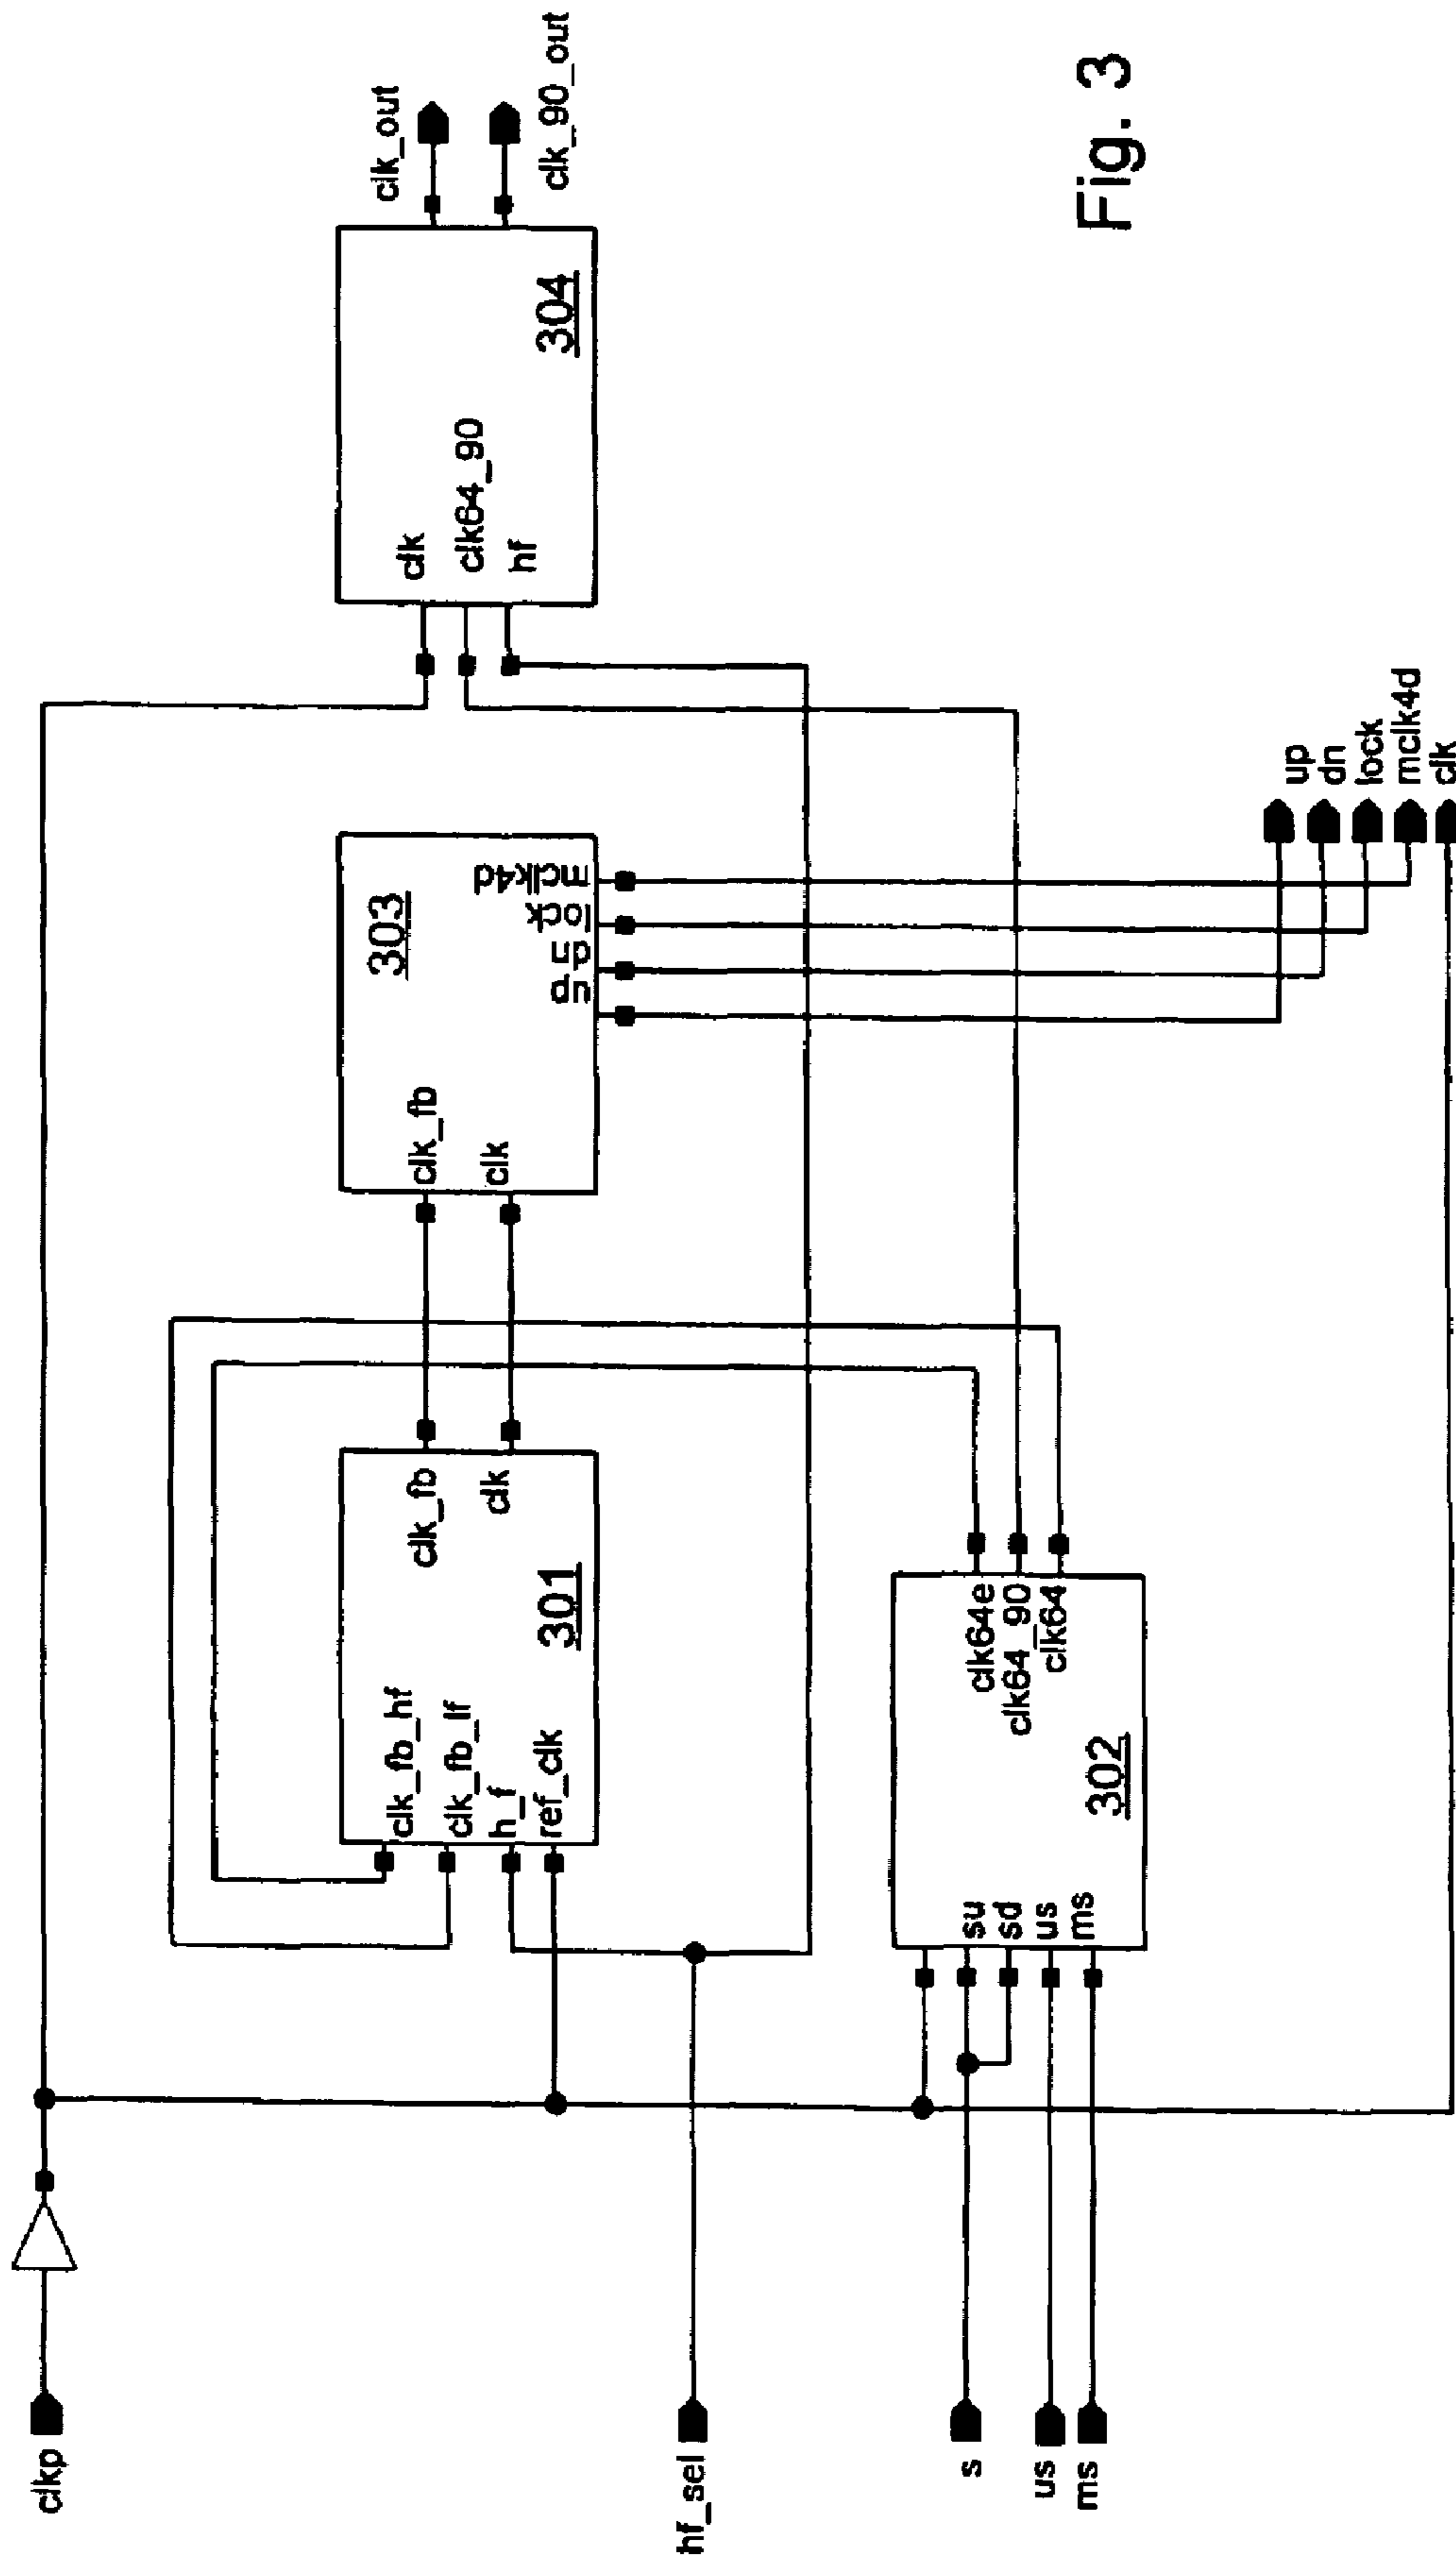 clkp
hf_sel
s
us
ms
clk_fb_hf
clk_fb_lf
h_f
ref_clk
301
clk_fb
clk
su
sd
us
ms
302
clk64e
clk64_90
clk64
clk_fb
clk
303
up
dn
lock
mclk4d
clk
clk64_90
hf
304
clk_out
clk_90_out
up
dn
lock
mclk4d
clk
Fig. 3